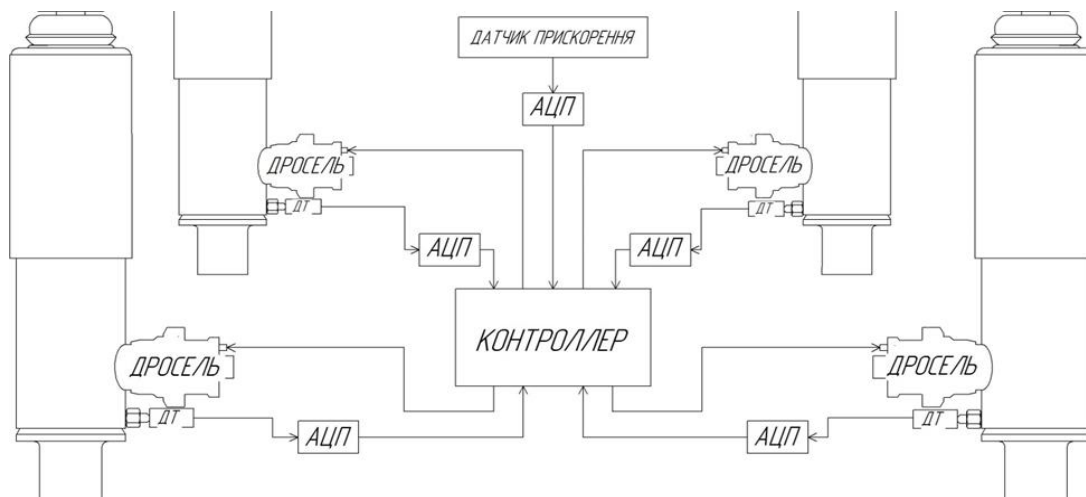 ДАТЧИК ПРИСКОРЕННЯ
АЦП
ДРОСЕЛЬ
ДРОСЕЛЬ
ДТ
ДТ
АЦП
АЦП
КОНТРОЛЛЕР
ДРОСЕЛЬ
ДРОСЕЛЬ
ДТ
ДТ
АЦП
АЦП